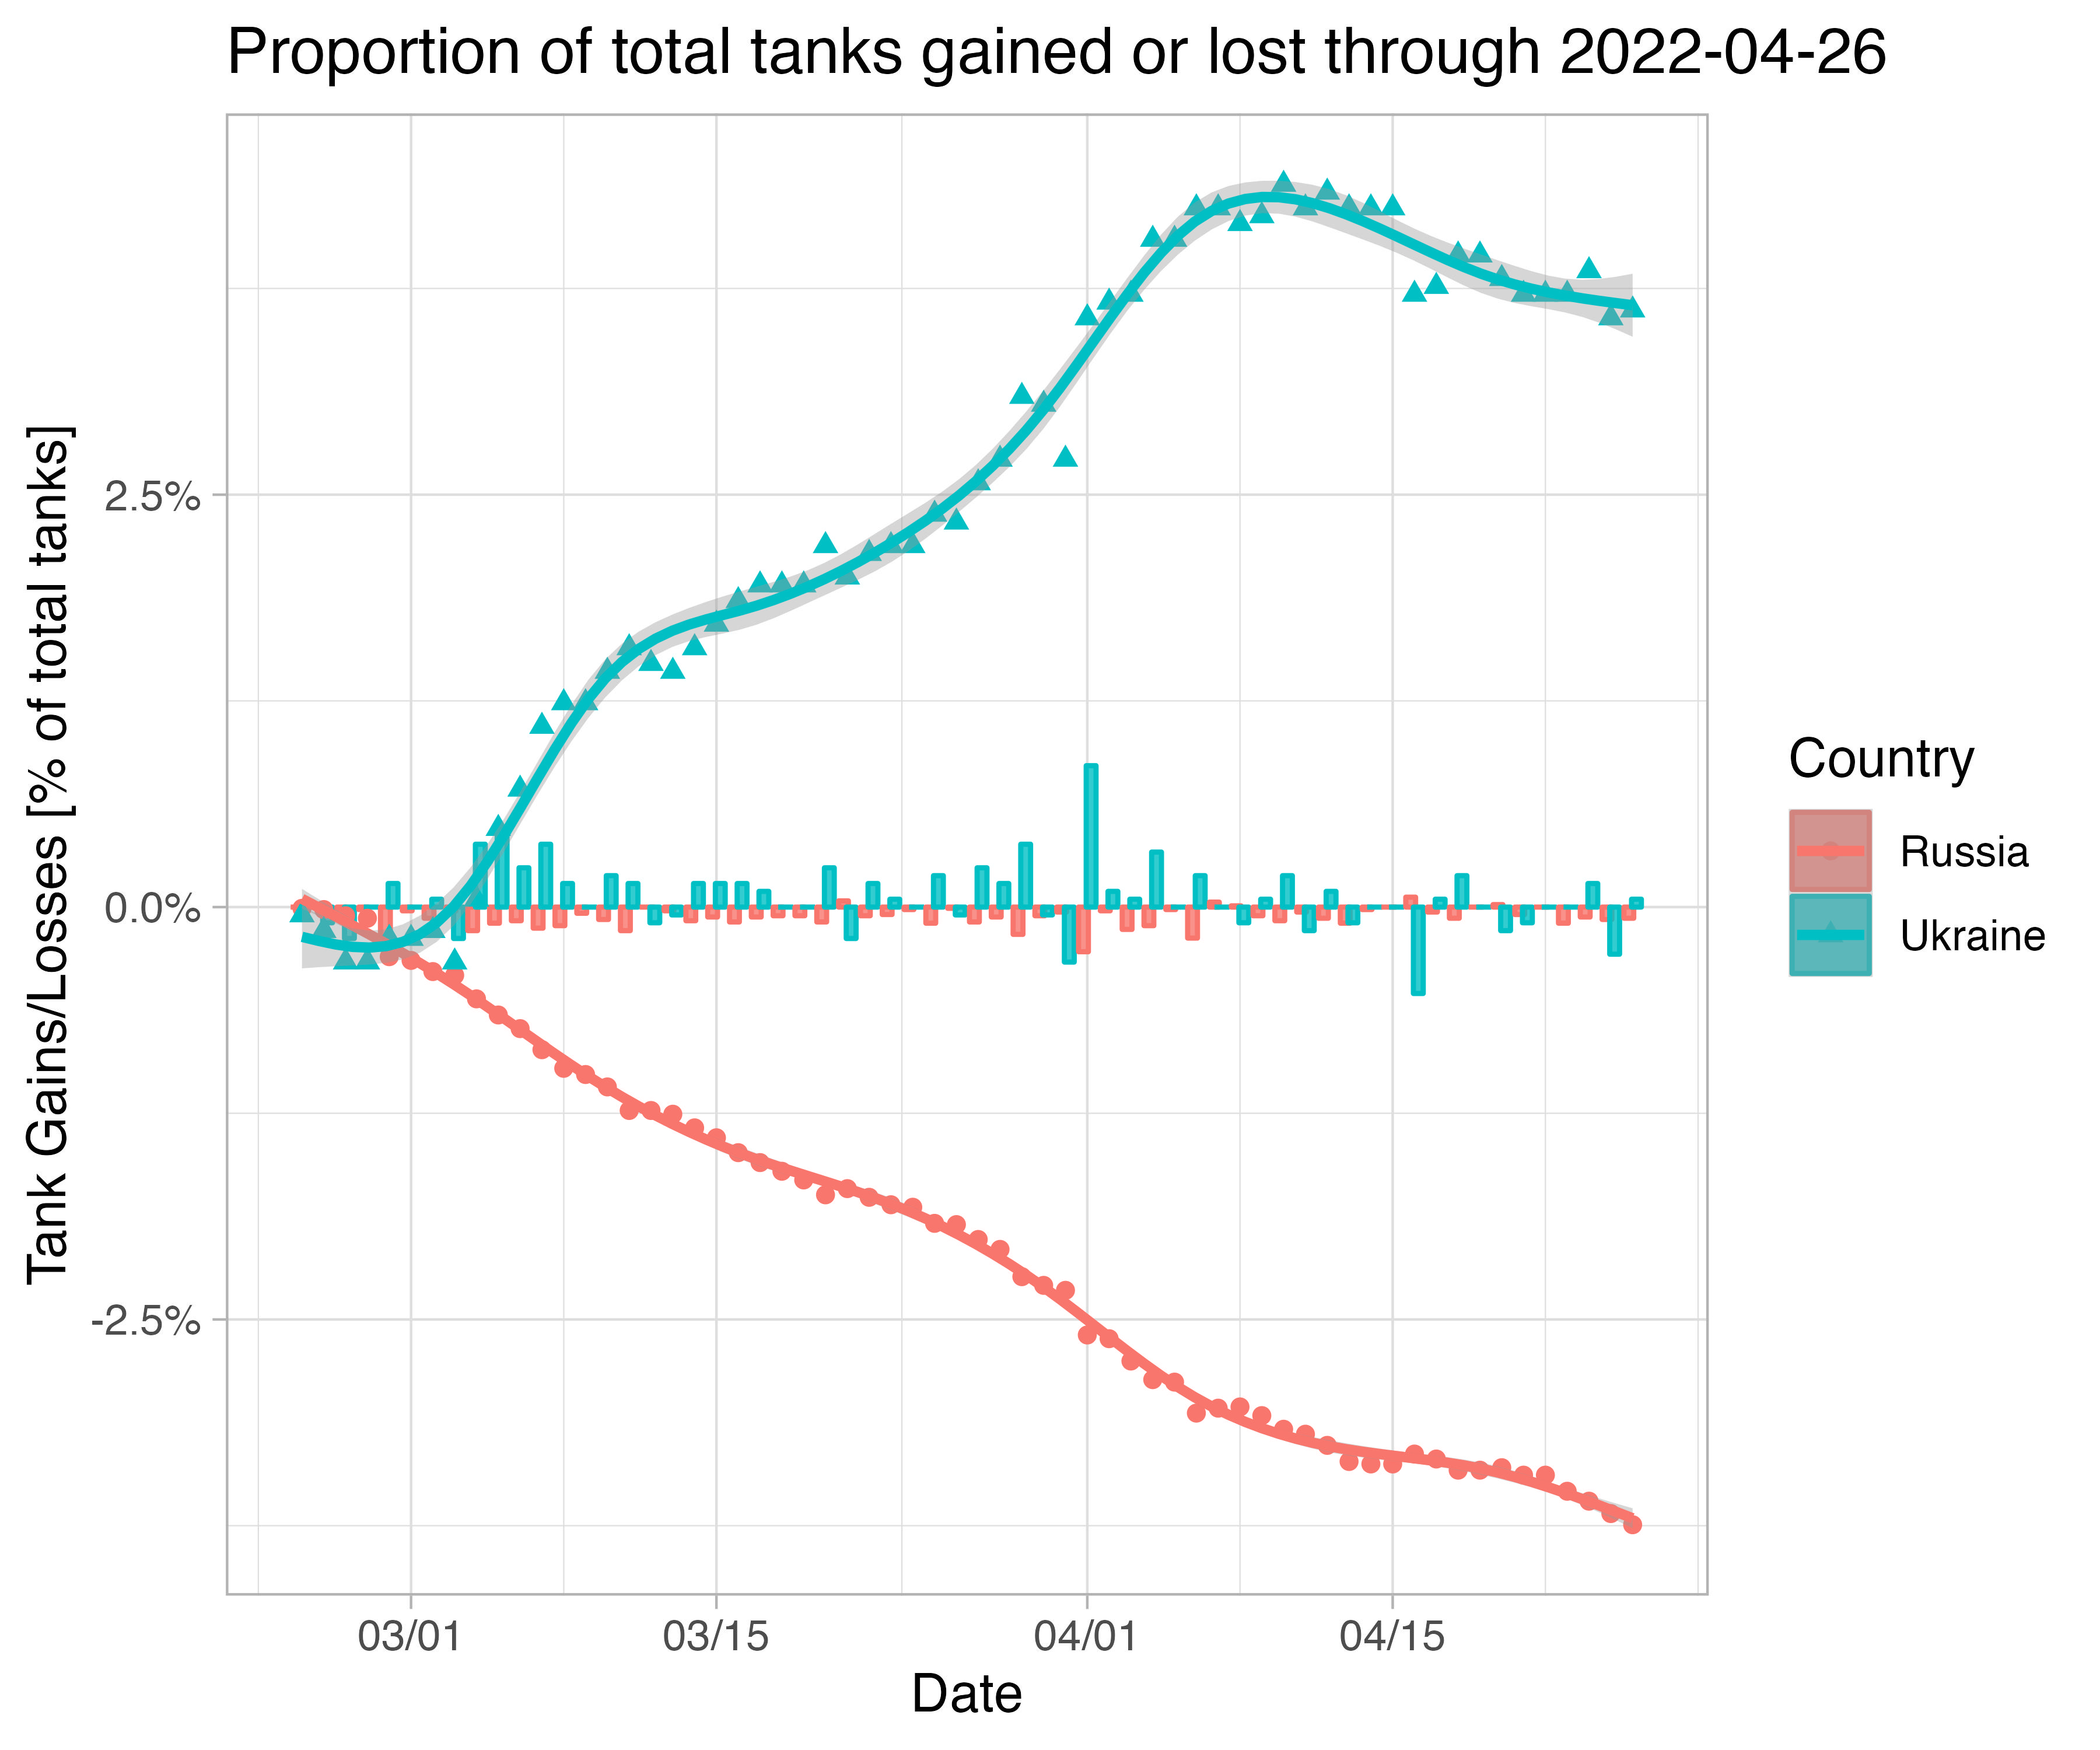 Proportion of total tanks gained or lost through 2022-04-26
Tank Gains/Losses [% of total tanks]
2.5%
0.0%
-2.5%
03/01
03/15
04/01
04/15
Date
Country
Russia
Ukraine